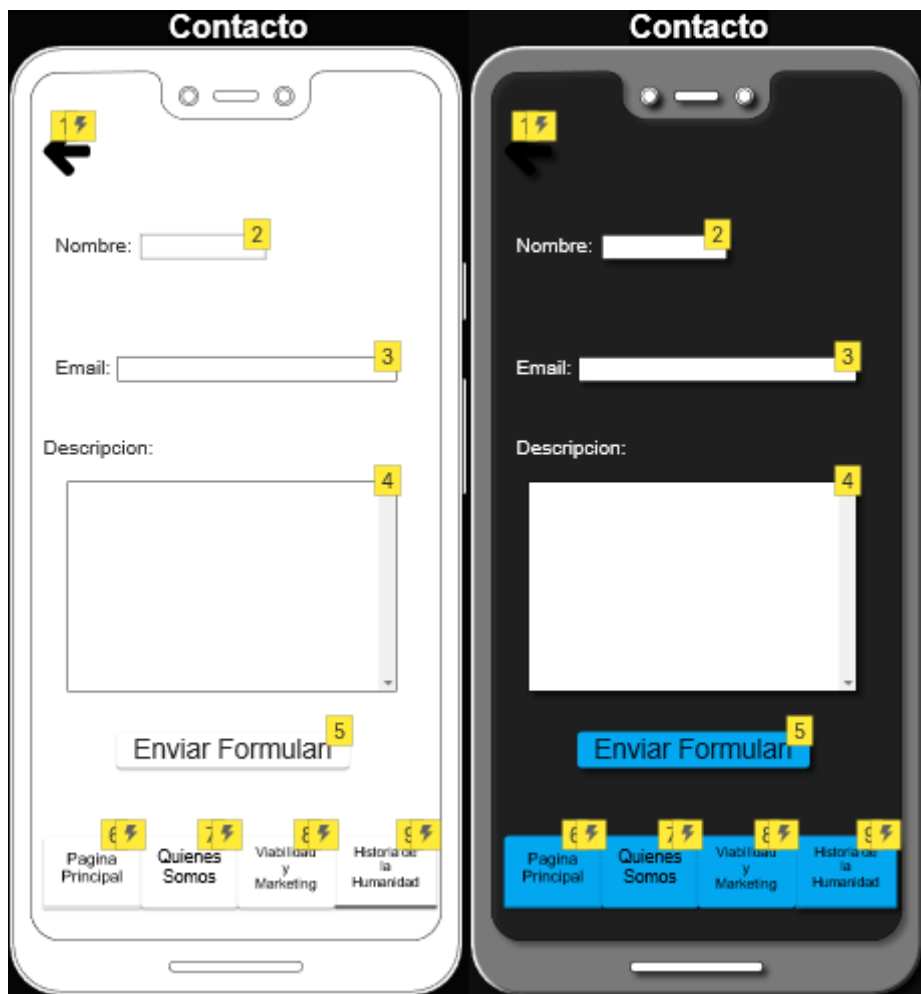 Contacto
1
Nombre:
2
Email:
3
Descripcion:
4
Enviar Formulari
5
6
7
8
9
Pagina
Principal
Quienes
Somos
Viabilidad
y
Marketing
Historia de
la
Humanidad
Contacto
1
Nombre:
2
Email:
3
Descripcion:
4
Enviar Formulari
5
6
7
8
9
Pagina
Principal
Quienes
Somos
Viabilidad
y
Marketing
Historia de
la
Humanidad